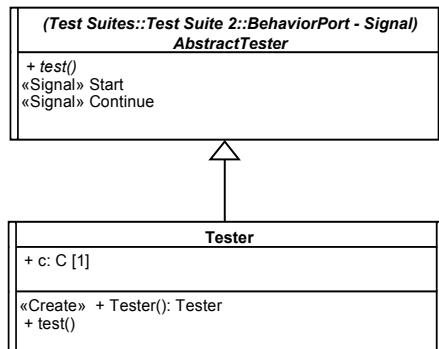 (Test Suites::Test Suite 2::BehaviorPort - Signal)
AbstractTester
+ test()
«Signal» Start
«Signal» Continue
Tester
+ c: C [1]
«Create» + Tester(): Tester
+ test()